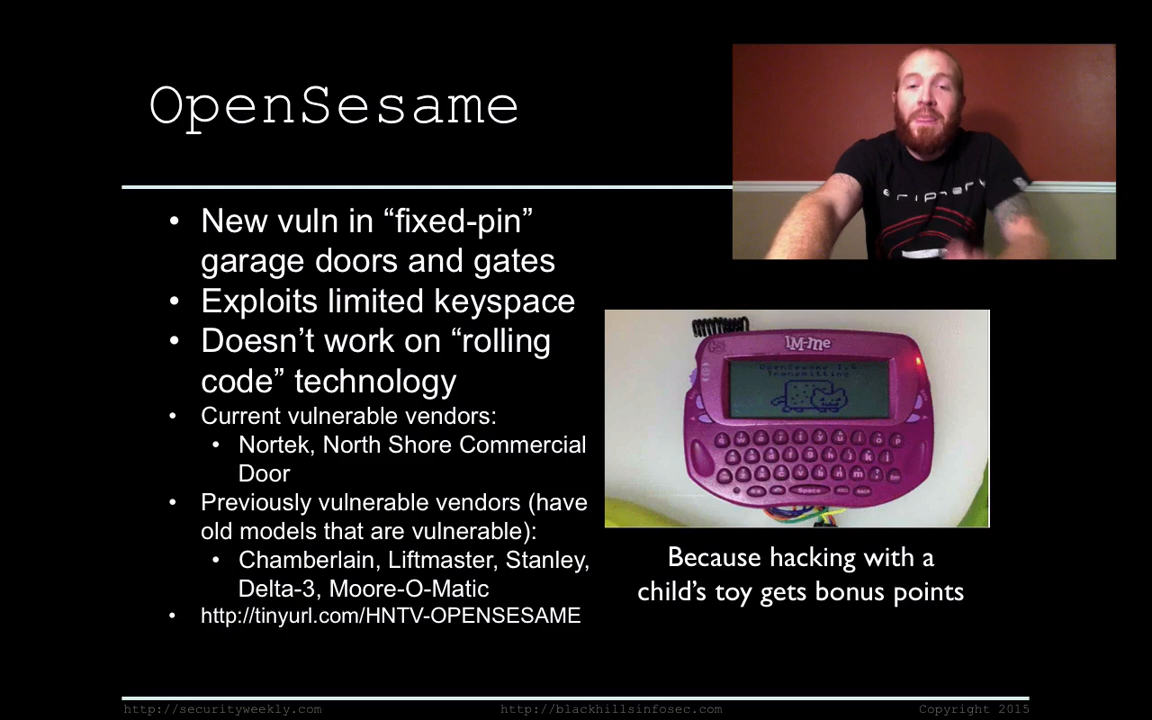 OpenSesame
• New vuln in “fixed-pin”
garage doors and gates
• Exploits limited keyspace
• Doesn’t work on “rolling
code” technology
• Current vulnerable vendors:
• Nortek, North Shore Commercial
Door
• Previously vulnerable vendors (have
old models that are vulnerable):
• Chamberlain, Liftmaster, Stanley,
Delta-3, Moore-O-Matic
• http://tinyurl.com/HNTV-OPENSESAME
IM-me
Transmitting
Space
Because hacking with a
child’s toy gets bonus points
http://securityweekly.com
http://blackhillsinfosec.com
Copyright 2015